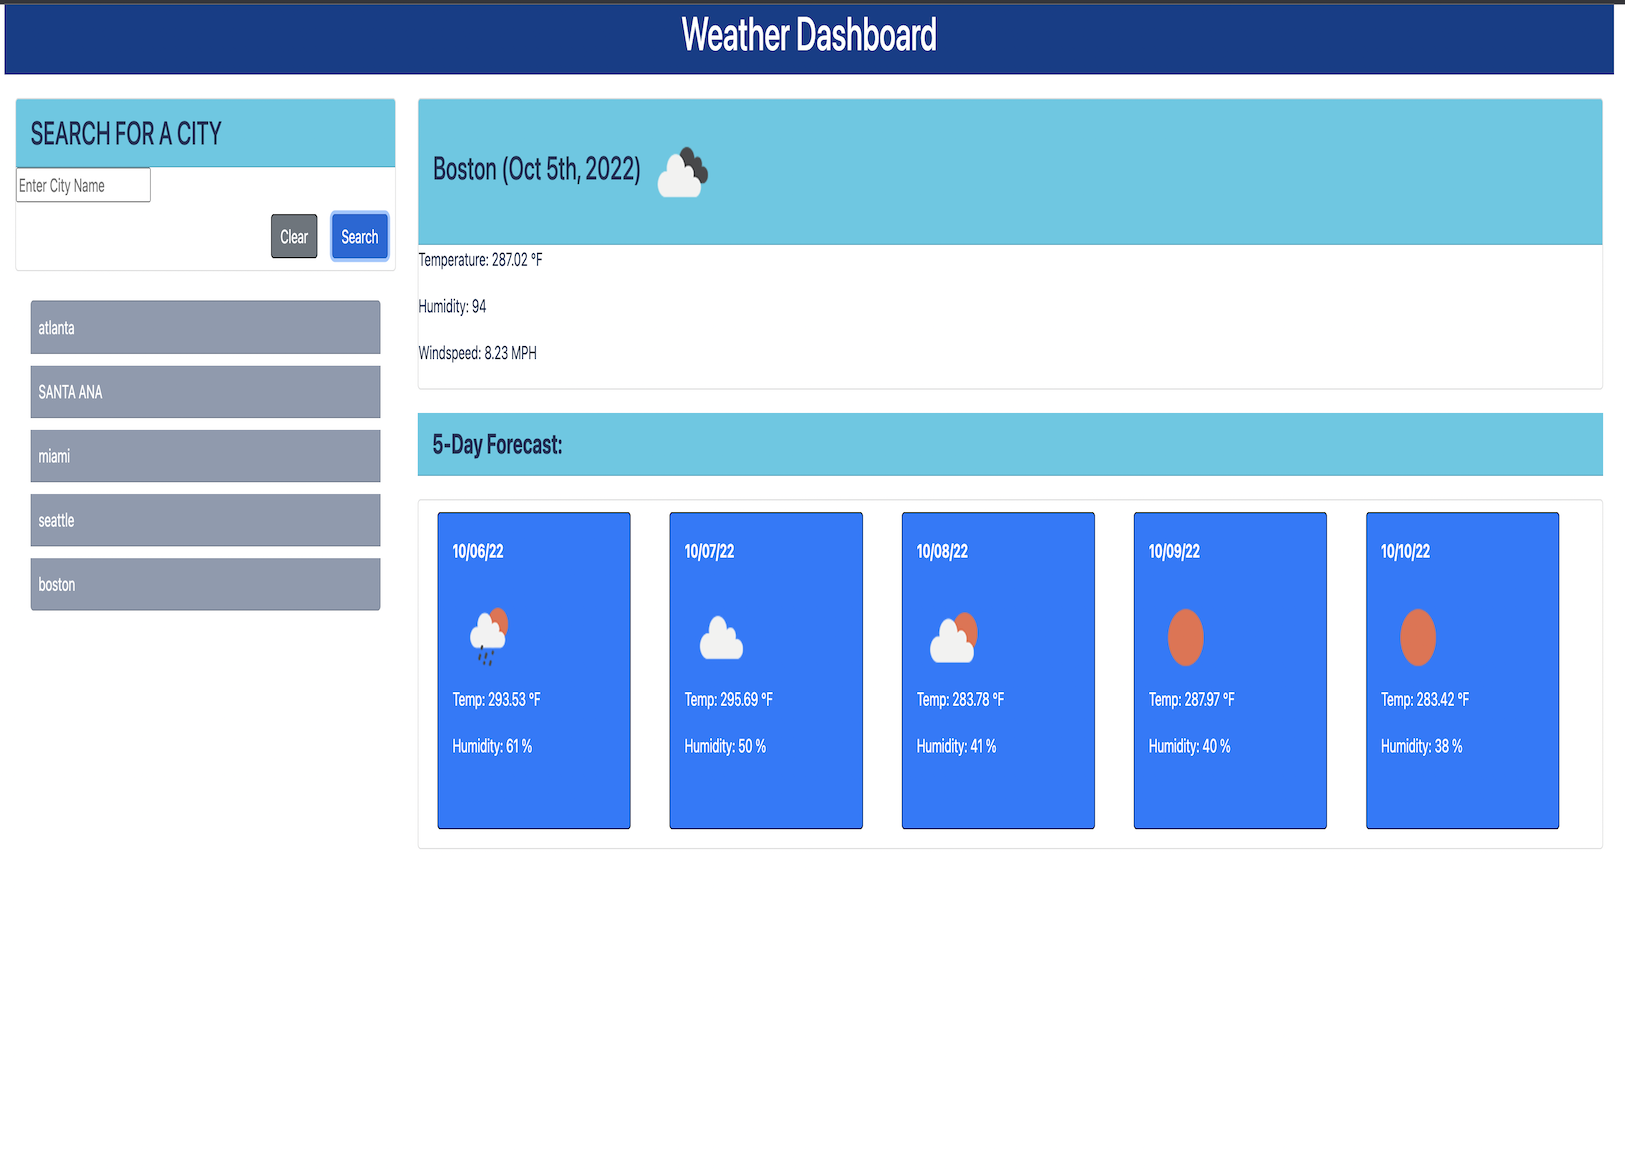 Weather Dashboard
SEARCH FOR A CITY
Enter City Name
Clear Search
atlanta
SANTA ANA
miami
seattle
boston
Boston (Oct 5th, 2022)
Temperature: 287.02 °F
Humidity: 94
Windspeed: 8.23 MPH
5-Day Forecast:
10/06/22
Temp: 293.53 °F
Humidity: 61 %
10/07/22
Temp: 295.69 °F
Humidity: 50 %
10/08/22
Temp: 283.78 °F
Humidity: 41 %
10/09/22
Temp: 287.97 °F
Humidity: 40 %
10/10/22
Temp: 283.42 °F
Humidity: 38 %